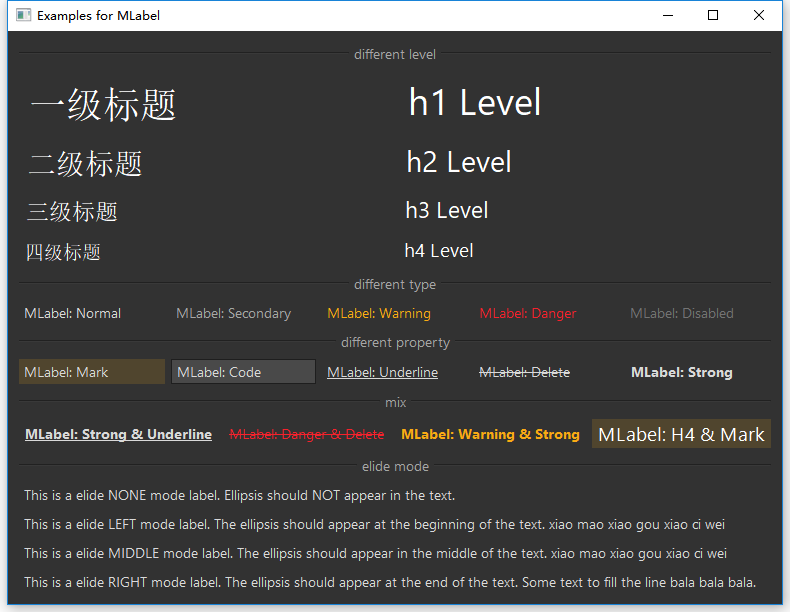 Examples for MLabel
different level
一级标题 h1 Level
二级标题 h2 Level
三级标题 h3 Level
四级标题 h4 Level
different type
MLabel: Normal MLabel: Secondary MLabel: Warning MLabel: Danger MLabel: Disabled
different property
MLabel: Mark MLabel: Code MLabel: Underline MLabel: Delete MLabel: Strong
mix
MLabel: Strong & Underline MLabel: Danger & Delete MLabel: Warning & Strong MLabel: H4 & Mark
elide mode
This is a elide NONE mode label. Ellipsis should NOT appear in the text.
This is a elide LEFT mode label. The ellipsis should appear at the beginning of the text. xiao mao xiao gou xiao ci wei
This is a elide MIDDLE mode label. The ellipsis should appear in the middle of the text. xiao mao xiao gou xiao ci wei
This is a elide RIGHT mode label. The ellipsis should appear at the end of the text. Some text to fill the line bala bala bala.